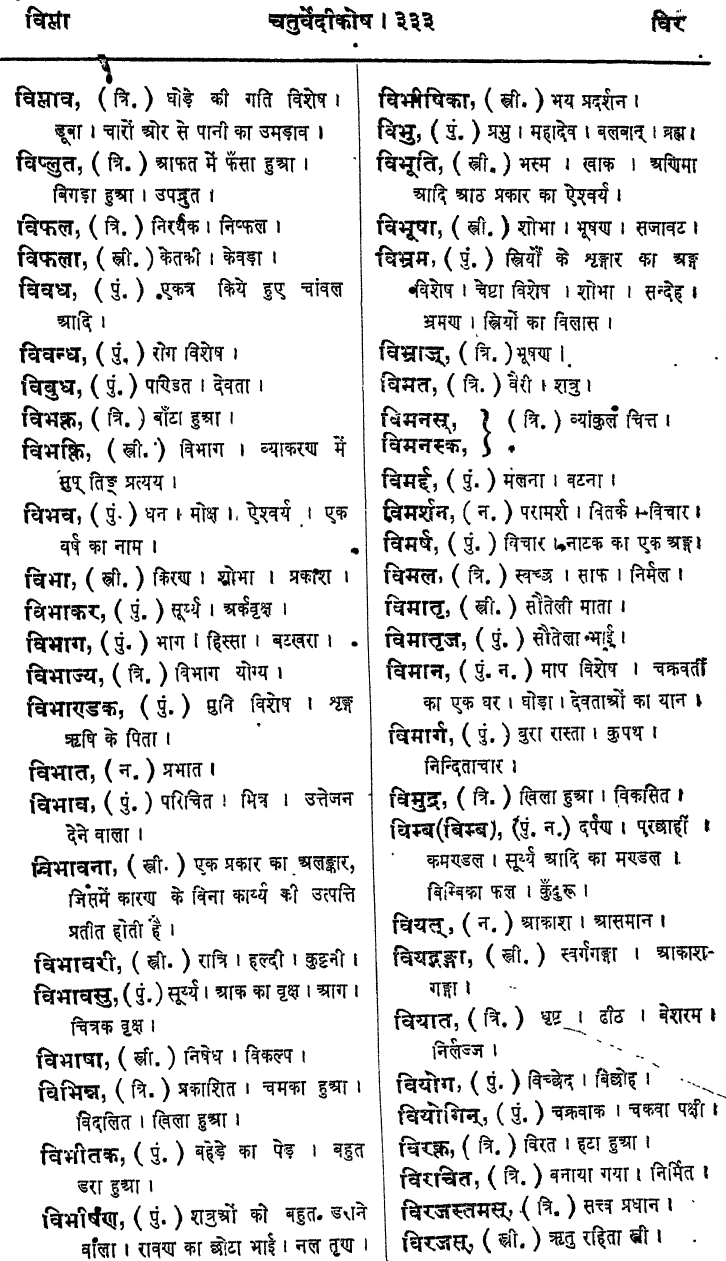 विप्ला
चतुर्वेदीकोष । ३३३
विर
विप्लाव, ( त्रि. ) घोड़े की गति विशेष ।
डूबा । चारों ओर से पानी का उमड़ाव ।
विप्लुत, ( त्रि. ) आफत में फँसा हुआ ।
बिगड़ा हुआ । उपद्रुत ।
विफल, ( त्रि. ) निरर्थक । निष्फल ।
विफला, ( स्त्री. ) केतकी । केवड़ा ।
विवध, ( पुं. ) एकत्र किये हुए चांवल
आदि ।
विवन्ध, ( पुं. ) रोग विशेष ।
विबुध, ( पुं. ) पण्डित । देवता ।
विभक्त, ( त्रि. ) बाँटा हुआ ।
विभक्ति, ( स्त्री. ) विभाग । व्याकरण में
सुप् तिङ् प्रत्यय ।
विभव, ( पुं. ) धन । मोक्ष । ऐश्वर्य । एक
वर्ष का नाम ।
विभा, ( स्त्री. ) किरण । शोभा । प्रकाश ।
विभाकर, ( पुं. ) सूर्य्य । अर्कवृक्ष ।
विभाग, ( पुं. ) भाग । हिस्सा । बटखरा ।
विभाज्य, ( त्रि. ) विभाग योग्य ।
विभाण्डक, ( पुं. ) मुनि विशेष । शृङ्ग
ऋषि के पिता ।
विभात, ( न. ) प्रभात ।
विभाव, ( पुं. ) परिचित । मित्र । उत्तेजन
देने वाला ।
विभावना, ( स्त्री. ) एक प्रकार का अलङ्कार,
जिसमें कारण के विना कार्य्य की उत्पत्ति
प्रतीत होती है ।
विभावरी, ( स्त्री. ) रात्रि । हल्दी । कुट्टनी ।
विभावसु, ( पुं. ) सूर्य्य । आक का वृक्ष । आग ।
चित्रक वृक्ष ।
विभाषा, ( स्त्री. ) निषेध । विकल्प ।
विभिन्न, ( त्रि. ) प्रकाशित । चमका हुआ ।
विदलित । खिला हुआ ।
विभीतक, ( पुं. ) बहेड़े का पेड़ । बहुत
डरा हुआ ।
विभीषण, ( पुं. ) शत्रुओं को बहुत डराने
वाला । रावण का छोटा भाई । नल तृण ।
विभीषिका, ( स्त्री. ) भय प्रदर्शन ।
विभु, ( पुं. ) प्रभु । महादेव । बलवान् । ब्रह्म ।
विभूति, ( स्त्री. ) भस्म । खाक । अणिमा
आदि आठ प्रकार का ऐश्वर्य ।
विभूषा, ( स्त्री. ) शोभा । भूषण । सजावट ।
विभ्रम, ( पुं. ) स्त्रियों के शृङ्गार का अङ्ग
विशेष । चेष्टा विशेष । शोभा । सन्देह ।
भ्रमण । स्त्रियों का विलास ।
विभ्राज्, ( त्रि. ) भूषण ।
विमत, ( त्रि. ) वैरी । शत्रु ।
विमनस्, } ( त्रि. ) व्याकुल चित्त ।
विमनस्क, }
विमर्द्द, ( पुं. ) मलना । बटना ।
विमर्शन, ( न. ) परामर्श । वितर्क । विचार ।
विमर्ष, ( पुं. ) विचार । नाटक का एक अङ्ग ।
विमल, ( त्रि. ) स्वच्छ । साफ । निर्मल ।
विमातृ, ( स्त्री. ) सौतेली माता ।
विमातृज, ( पुं. ) सौतेला भाई ।
विमान, ( पुं. न. ) माप विशेष । चक्रवर्ती
का एक घर । घोड़ा । देवताओं का यान ।
विमार्ग, ( पुं. ) बुरा रास्ता । कुपथ ।
निन्दिताचार ।
विमुद्र, ( त्रि. ) खिला हुआ । विकसित ।
विम्ब(बिम्ब), (पुं. न. ) दर्पण । परछाहीं
कमण्डल । सूर्य्य आदि का मण्डल ।
बिम्बिका फल । कुँदुरू ।
वियत्, ( न. ) आकाश । आसमान ।
वियद्गङ्गा, ( स्त्री. ) स्वर्गगङ्गा । आकाश-
गङ्गा ।
वियात, ( त्रि. ) धृष्ट । ढीठ । बेशरम ।
निर्लज्ज ।
वियोग, ( पुं. ) विच्छेद । बिछोह ।
वियोगिन्, ( पुं. ) चक्रवाक । चकवा पक्षी ।
विरक्त, ( त्रि. ) विरत । हटा हुआ ।
विरचित, ( त्रि. ) बनाया गया । निर्मित ।
विरजस्तमस्, ( त्रि. ) सत्त्व प्रधान ।
विरजस्, ( स्त्री. ) ऋतु रहिता स्त्री ।